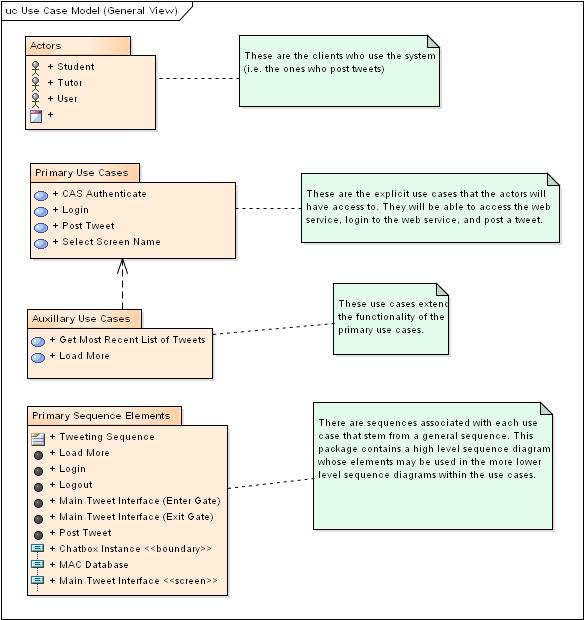 uc Use Case Model (General View)
Actors
+ Student
+ Tutor
+ User
+
These are the clients who use the system
(i.e. the ones who post tweets)
Primary Use Cases
+ CAS Authenticate
+ Login
+ Post Tweet
+ Select Screen Name
These are the explicit use cases that the actors will
have access to. They will be able to access the web
service, login to the web service, and post a tweet.
Auxillary Use Cases
+ Get Most Recent List of Tweets
+ Load More
These use cases extend
the functionality of the
primary use cases.
Primary Sequence Elements
+ Tweeting Sequence
+ Load More
+ Login
+ Logout
+ Main Tweet Interface (Enter Gate)
+ Main Tweet Interface (Exit Gate)
+ Post Tweet
+ Chatbox Instance <<boundary>>
+ MAC Database
+ Main Tweet Interface <<screen>>
There are sequences associated with each use
case that stem from a general sequence. This
package contains a high level sequence diagram
whose elements may be used in the more lower
level sequence diagrams within the use cases.